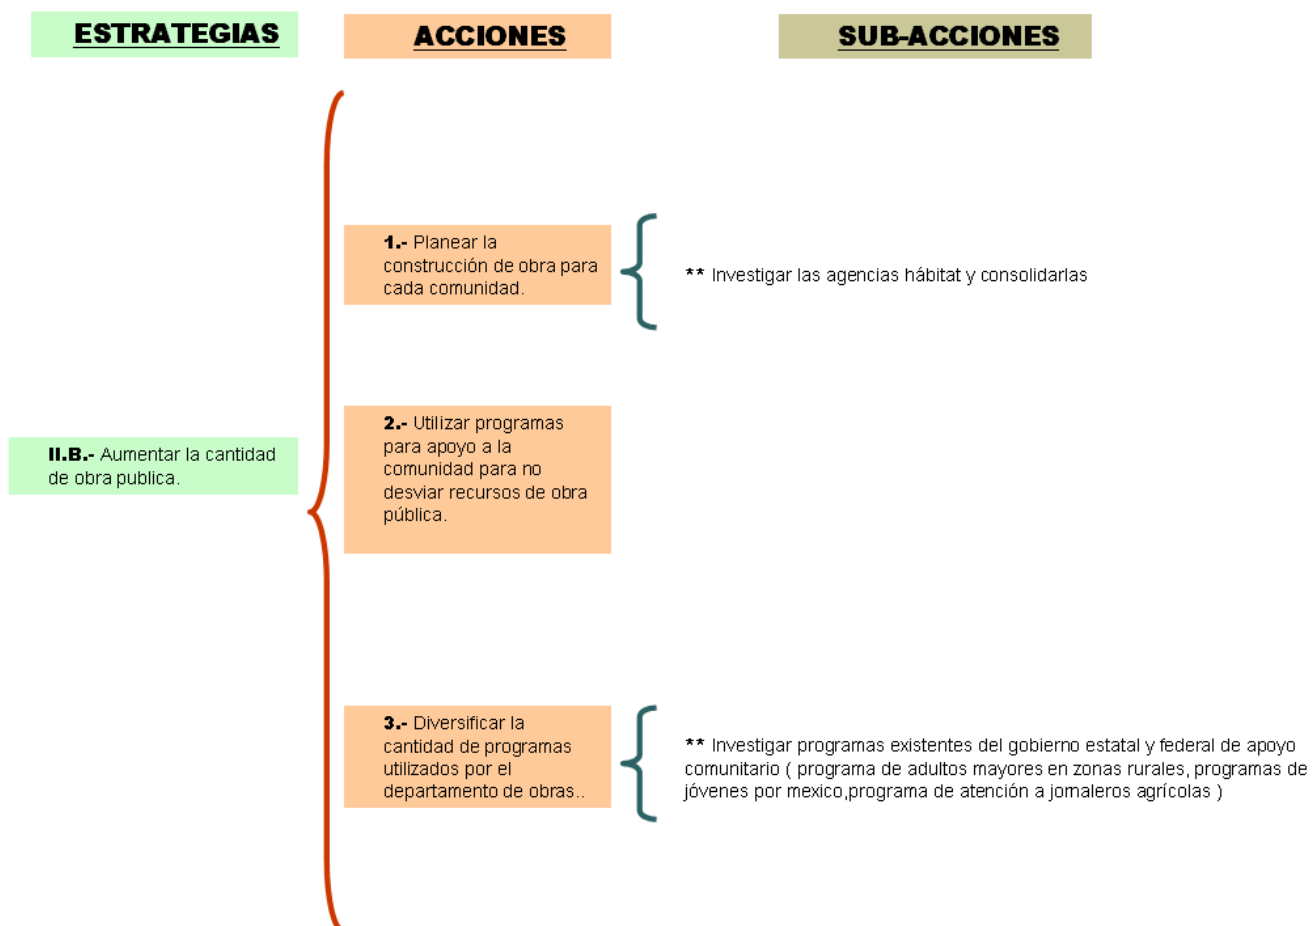 ESTRATEGIAS
ACCIONES
SUB-ACCIONES
II.B.- Aumentar la cantidad
de obra publica.
1.- Planear la
construcción de obra para
cada comunidad.
** Investigar las agencias hábitat y consolidarlas
2.- Utilizar programas
para apoyo a la
comunidad para no
desviar recursos de obra
pública.
3.- Diversificar la
cantidad de programas
utilizados por el
departamento de obras..
** Investigar programas existentes del gobierno estatal y federal de apoyo
comunitario ( programa de adultos mayores en zonas rurales, programas de
jóvenes por mexico,programa de atención a jornaleros agrícolas )